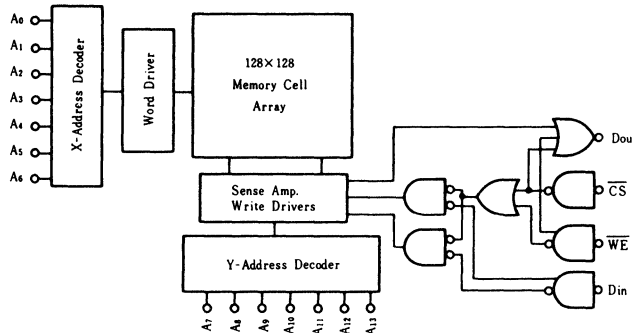 A0
A1
A2
A3
A4
A5
A6
X-Address Decoder
Word Driver
128×128
Memory Cell
Array
Sense Amp.
Write Drivers
Y-Address Decoder
A7
A8
A9
A10
A11
A12
A13
Dou
CS
WE
Din